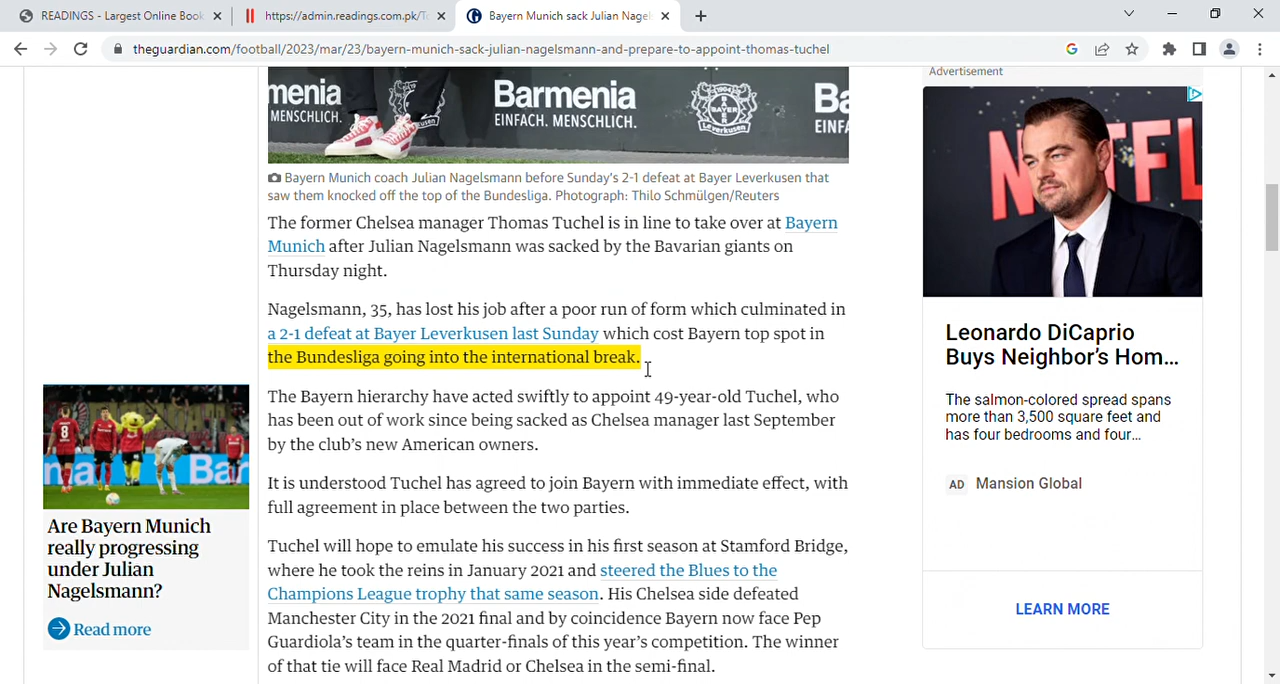 READINGS - Largest Online Book
https://admin.readings.com.pk/To
Bayern Munich sack Julian Nagel
theguardian.com/football/2023/mar/23/bayern-munich-sack-julian-nagelsmann-and-prepare-to-appoint-thomas-tuchel
menia
MENSCHLICH.
Barmenia
EINFACH. MENSCHLICH.
1904
BAYER
Leverkusen
Ba
EINF
Bayern Munich coach Julian Nagelsmann before Sunday's 2-1 defeat at Bayer Leverkusen that
saw them knocked off the top of the Bundesliga. Photograph: Thilo Schmülgen/Reuters
The former Chelsea manager Thomas Tuchel is in line to take over at Bayern
Munich after Julian Nagelsmann was sacked by the Bavarian giants on
Thursday night.
Nagelsmann, 35, has lost his job after a poor run of form which culminated in
a 2-1 defeat at Bayer Leverkusen last Sunday which cost Bayern top spot in
the Bundesliga going into the international break.
The Bayern hierarchy have acted swiftly to appoint 49-year-old Tuchel, who
has been out of work since being sacked as Chelsea manager last September
by the club's new American owners.
It is understood Tuchel has agreed to join Bayern with immediate effect, with
full agreement in place between the two parties.
Tuchel will hope to emulate his success in his first season at Stamford Bridge,
where he took the reins in January 2021 and steered the Blues to the
Champions League trophy that same season. His Chelsea side defeated
Manchester City in the 2021 final and by coincidence Bayern now face Pep
Guardiola's team in the quarter-finals of this year's competition. The winner
of that tie will face Real Madrid or Chelsea in the semi-final.
8
Ba
Are Bayern Munich
really progressing
under Julian
Nagelsmann?
Read more
Advertisement
NETFL
Leonardo DiCaprio
Buys Neighbor's Hom...
The salmon-colored spread spans
more than 3,500 square feet and
has four bedrooms and four...
AD Mansion Global
LEARN MORE